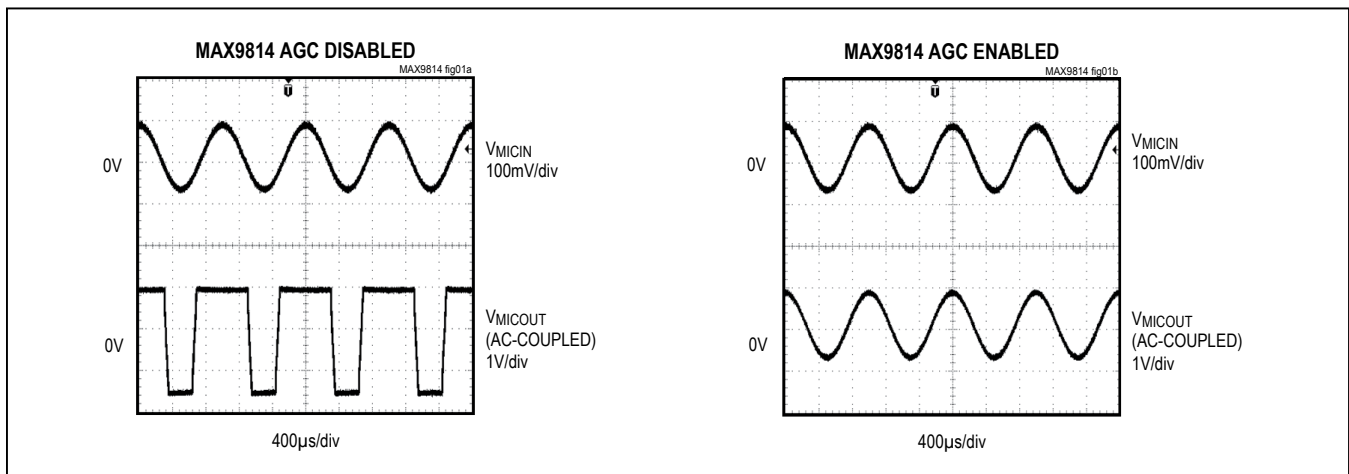 MAX9814 AGC DISABLED
MAX9814 fig01a
T
0V
VMICIN
100mV/div
0V
VMICOUT
(AC-COUPLED)
1V/div
400µs/div
MAX9814 AGC ENABLED
MAX9814 fig01b
T
0V
VMICIN
100mV/div
0V
VMICOUT
(AC-COUPLED)
1V/div
400µs/div